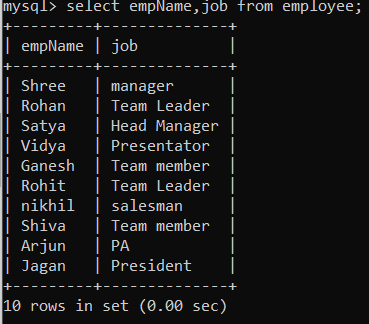 mysql> select empName,job from employee;
+---------+--------------+
| empName | job          |
+---------+--------------+
| Shree   | manager      |
| Rohan   | Team Leader  |
| Satya   | Head Manager |
| Vidya   | Presentator  |
| Ganesh  | Team member  |
| Rohit   | Team Leader  |
| nikhil  | salesman     |
| Shiva   | Team member  |
| Arjun   | PA           |
| Jagan   | President    |
+---------+--------------+
10 rows in set (0.00 sec)